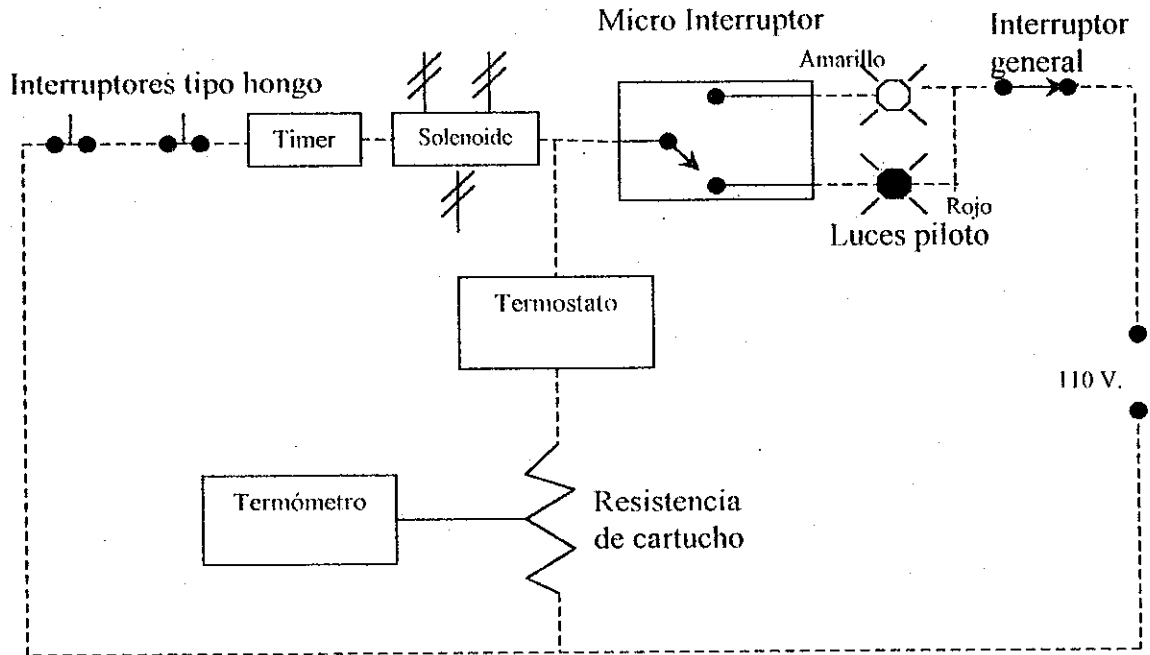 Micro Interruptor
Interruptor
general
Amarillo
Interruptores tipo hongo
Timer
Solenoide
Rojo
Luces piloto
Termostato
110 V.
Termómetro
Resistencia
de cartucho